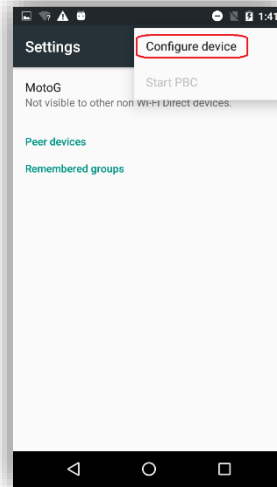 1:41
Settings
Configure device
Start PBC
MotoG
Not visible to other non Wi-Fi Direct devices.
Peer devices
Remembered groups